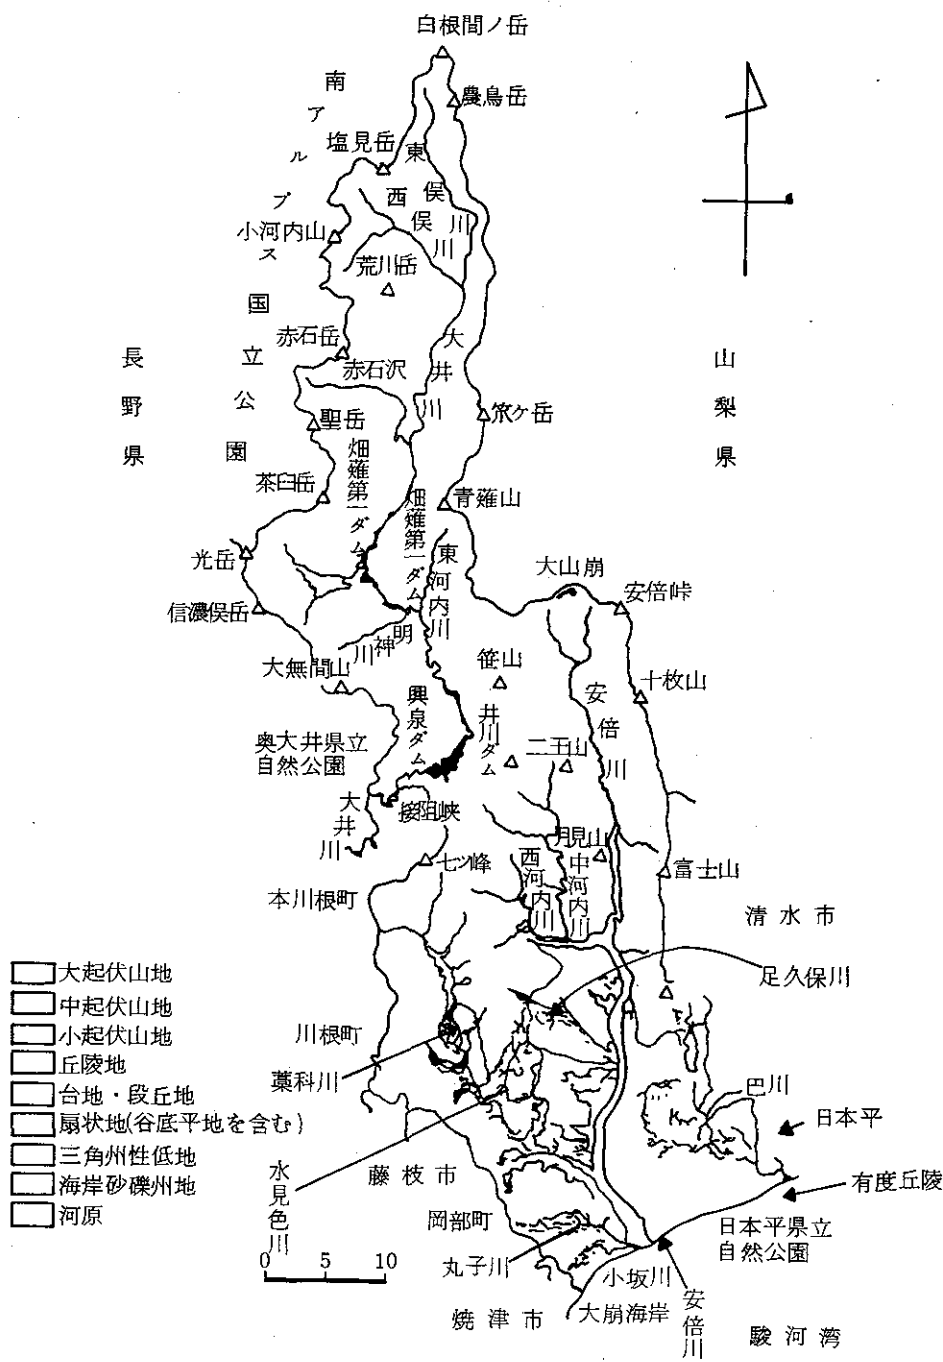 白根間ノ岳
農鳥岳
南アルプス国立公園
塩見岳
東俣川
西俣川
小河内山
荒川岳
大井川
赤石岳
赤石沢
長野県
山梨県
聖岳
笊ケ岳
畑薙第一ダム
茶臼岳
畑薙第一ダム
青薙山
光岳
東河内川
大山崩
安倍峠
信濃俣岳
明神川
大無間山
笹山
十枚山
安倍川
興泉ダム
井川ダム
二王山
奥大井県立
自然公園
大井川
接阻峡
月見山
七ツ峰
西河内川
中河内川
富士山
本川根町
清水市
足久保川
大起伏山地
中起伏山地
小起伏山地
丘陵地
台地・段丘地
扇状地(谷底平地を含む)
三角州性低地
海岸砂礫州地
河原
川根町
藁科川
巴川
日本平
水見色川
藤枝市
有度丘陵
岡部町
日本平県立
自然公園
丸子川
0 5 10
小坂川
焼津市
大崩海岸
安倍川
駿河湾